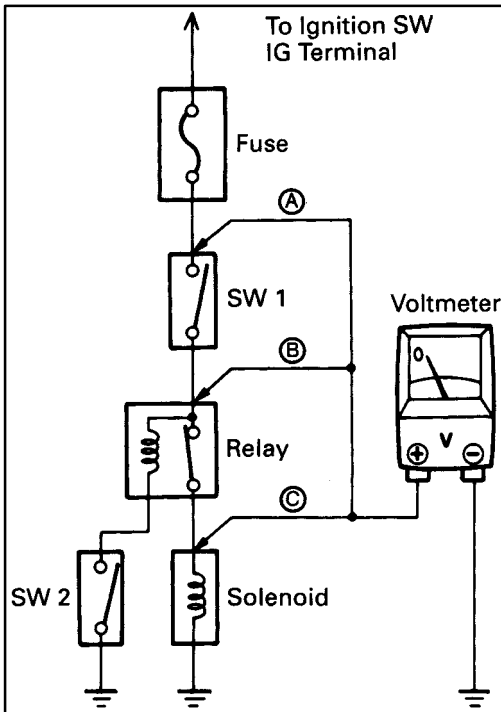 To Ignition SW
IG Terminal
Fuse
A
SW 1
Voltmeter
B
0
Relay
V
+ −
C
SW 2
Solenoid